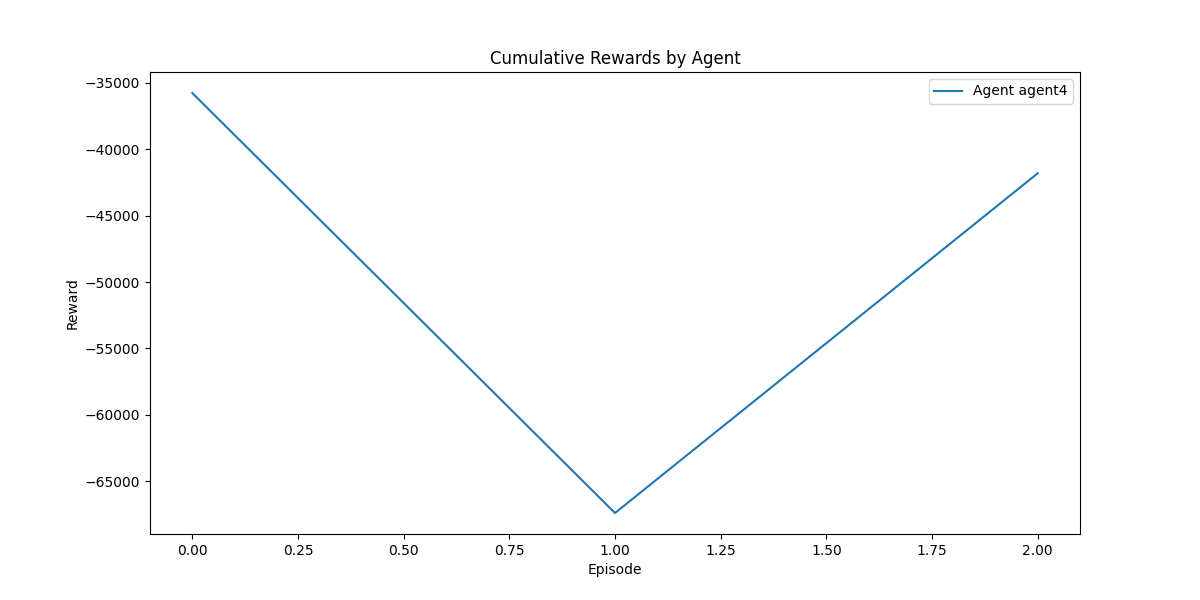 Cumulative Rewards by Agent
Agent agent4
−35000
−40000
−45000
−50000
−55000
−60000
−65000
Reward
0.00 0.25 0.50 0.75 1.00 1.25 1.50 1.75 2.00
Episode